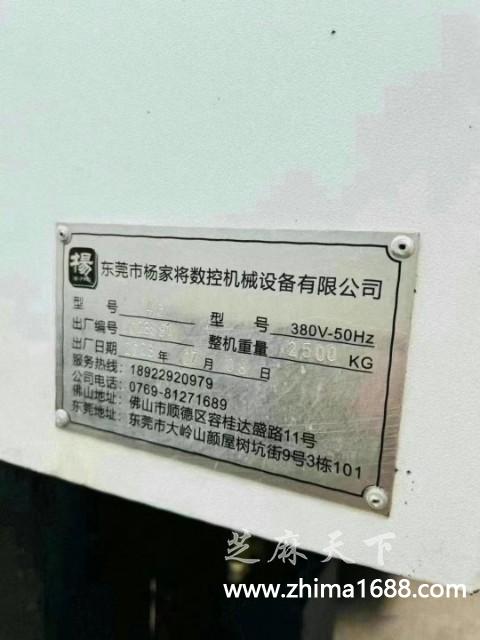 楊
东莞市杨家将数控机械设备有限公司
型 号 型 号 380V-50Hz
出厂编号 整机重量 2500 KG
出厂日期 年 07 月 日
服务热线: 18922920979
公司电话: 0769-81271689
佛山地址: 佛山市顺德区容桂达盛路11号
东莞地址: 东莞市大岭山颜屋树坑街9号3栋101
芝麻天下
www.zhima1688.com